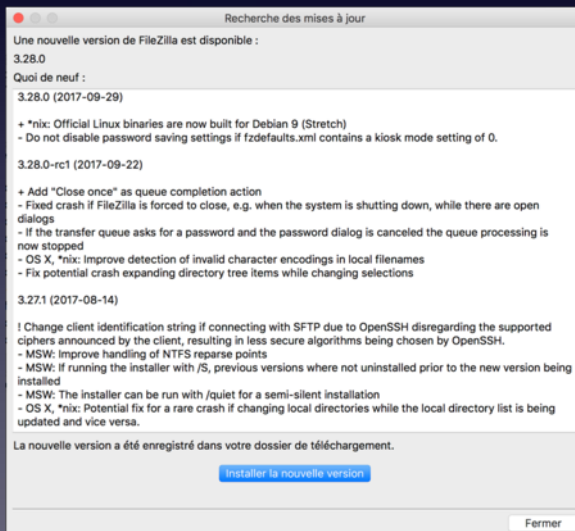 Recherche des mises à jour
Une nouvelle version de FileZilla est disponible :
3.28.0
Quoi de neuf :
3.28.0 (2017-09-29)
+ *nix: Official Linux binaries are now built for Debian 9 (Stretch)
- Do not disable password saving settings if fzdefaults.xml contains a kiosk mode setting of 0.
3.28.0-rc1 (2017-09-22)
+ Add "Close once" as queue completion action
- Fixed crash if FileZilla is forced to close, e.g. when the system is shutting down, while there are open
dialogs
- If the transfer queue asks for a password and the password dialog is canceled the queue processing is
now stopped
- OS X, *nix: Improve detection of invalid character encodings in local filenames
- Fix potential crash expanding directory tree items while changing selections
3.27.1 (2017-08-14)
! Change client identification string if connecting with SFTP due to OpenSSH disregarding the supported
ciphers announced by the client, resulting in less secure algorithms being chosen by OpenSSH.
- MSW: Improve handling of NTFS reparse points
- MSW: If running the installer with /S, previous versions where not uninstalled prior to the new version being
installed
- MSW: The installer can be run with /quiet for a semi-silent installation
- OS X, *nix: Potential fix for a rare crash if changing local directories while the local directory list is being
updated and vice versa.
La nouvelle version a été enregistré dans votre dossier de téléchargement.
Installer la nouvelle version
Fermer